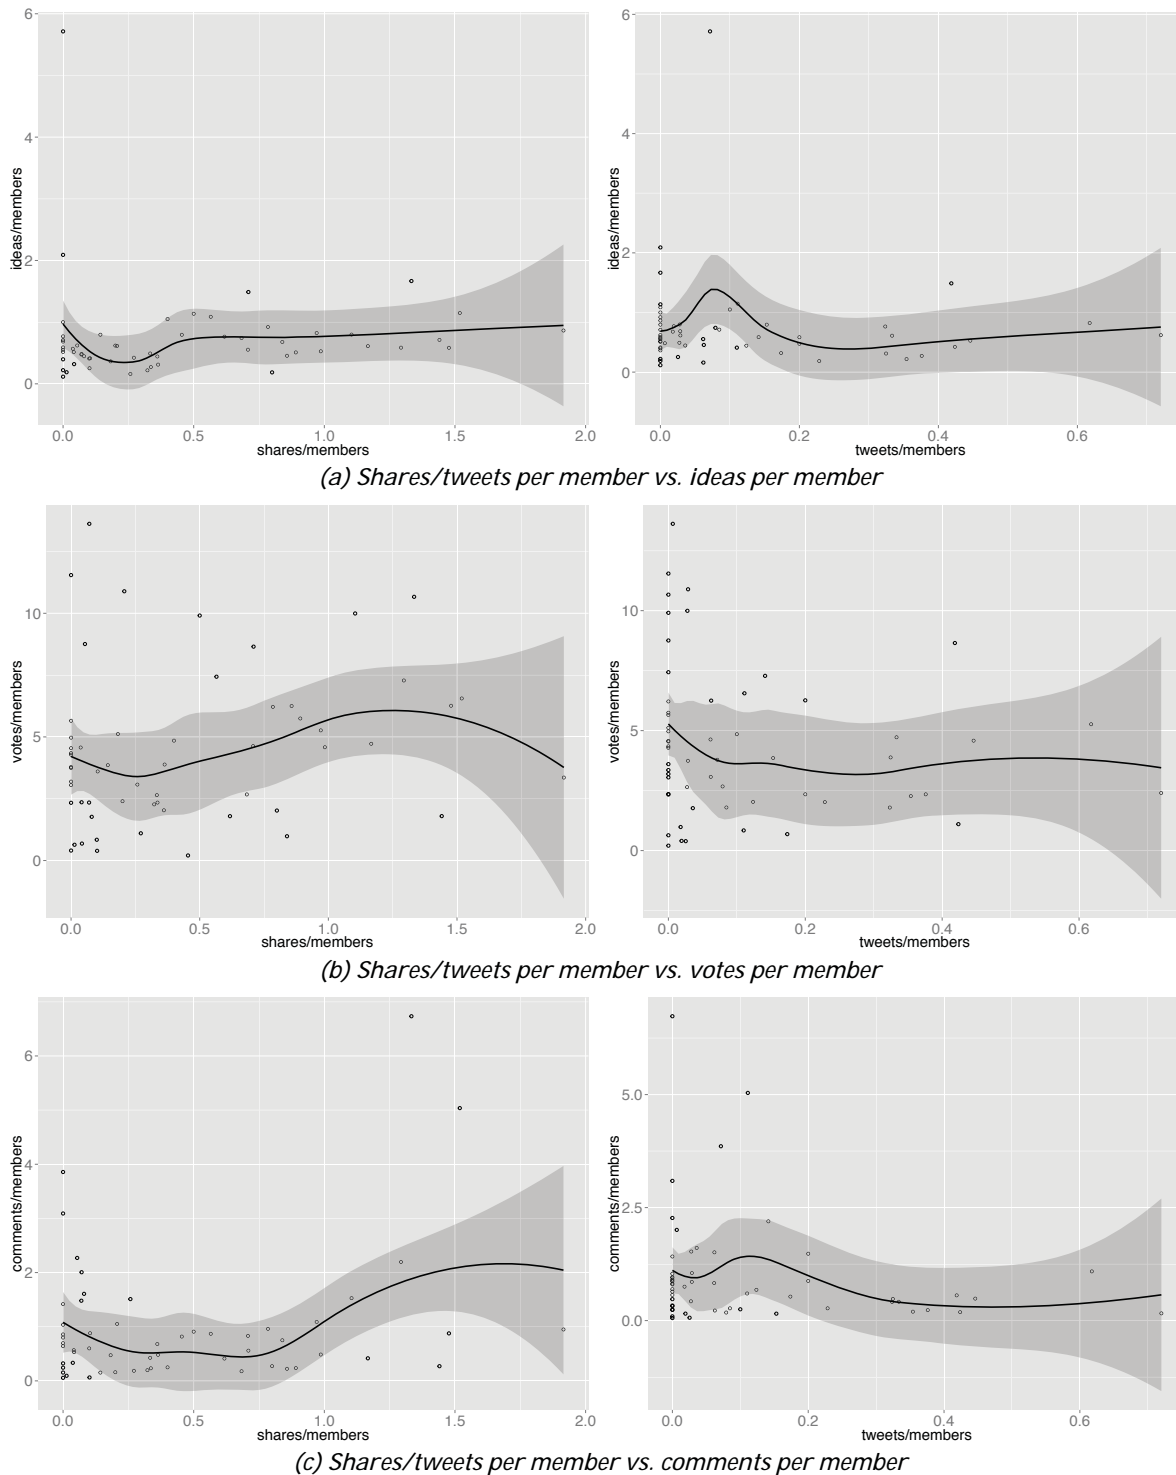 6
4
2
0
ideas/members
0.0 0.5 1.0 1.5 2.0
shares/members
6
4
2
0
ideas/members
0.0 0.2 0.4 0.6
tweets/members
(a) Shares/tweets per member vs. ideas per member
10
5
0
votes/members
0.0 0.5 1.0 1.5 2.0
shares/members
10
5
0
votes/members
0.0 0.2 0.4 0.6
tweets/members
(b) Shares/tweets per member vs. votes per member
6
4
2
0
comments/members
0.0 0.5 1.0 1.5 2.0
shares/members
5.0
2.5
0.0
comments/members
0.0 0.2 0.4 0.6
tweets/members
(c) Shares/tweets per member vs. comments per member